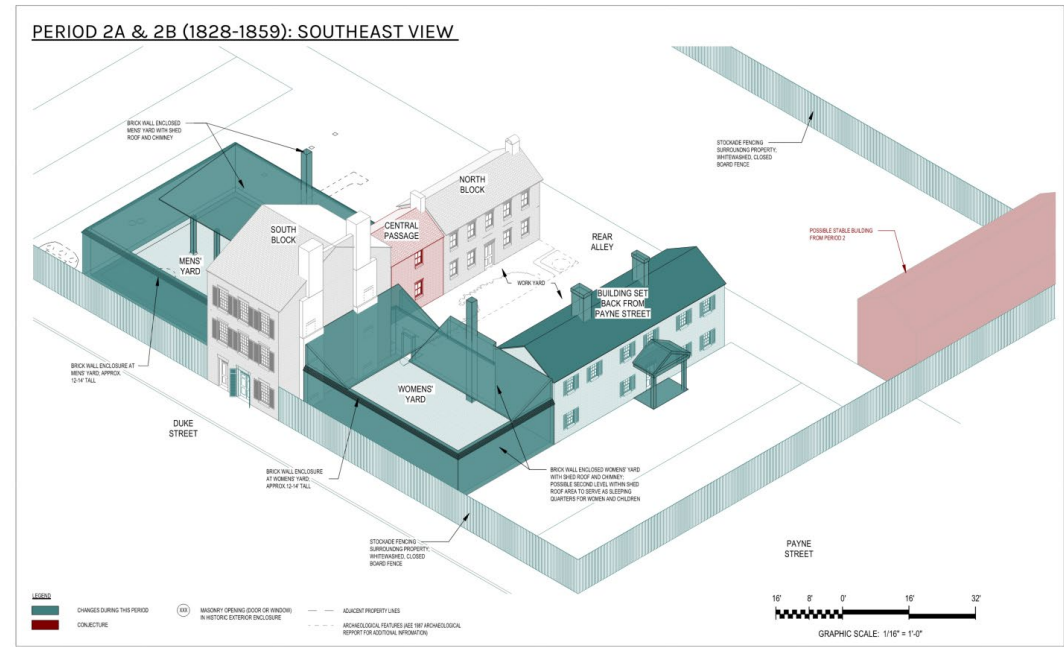 PERIOD 2A & 2B (1828-1859): SOUTHEAST VIEW
BRICK WALL ENCLOSED
MENS' YARD WITH SHED
ROOF AND CHIMNEY
STOCKADE FENCING
SURROUNDING PROPERTY,
WHITEWASHED, CLOSED
BOARD FENCE
NORTH
BLOCK
SOUTH
BLOCK
CENTRAL
PASSAGE
REAR
ALLEY
POSSIBLE STABLE BUILDING
FROM PERIOD 2
MENS'
YARD
WORK YARD
BUILDING SET
BACK FROM
PAYNE STREET
BRICK WALL ENCLOSURE AT
MENS' YARD; APPROX.
12-14' TALL
WOMENS'
YARD
DUKE
STREET
BRICK WALL ENCLOSURE
AT WOMENS' YARD;
APPROX 12-14' TALL
BRICK WALL ENCLOSED WOMENS' YARD
WITH SHED ROOF AND CHIMNEY;
POSSIBLE SECOND LEVEL WITHIN SHED
ROOF AREA TO SERVE AS SLEEPING
QUARTERS FOR WOMEN AND CHILDREN
STOCKADE FENCING
SURROUNDING PROPERTY,
WHITEWASHED, CLOSED
BOARD FENCE
PAYNE
STREET
LEGEND
CHANGES DURING THIS PERIOD
CONJECTURE
XXX
MASONRY OPENING (DOOR OR WINDOW)
IN HISTORIC EXTERIOR ENCLOSURE
ADJACENT PROPERTY LINES
ARCHAEOLOGICAL FEATURES (AEE 1987 ARCHAEOLOGICAL
REPPORT FOR ADDITIONAL INFROMATION)
16' 8' 0' 16' 32'
GRAPHIC SCALE: 1/16" = 1'-0"